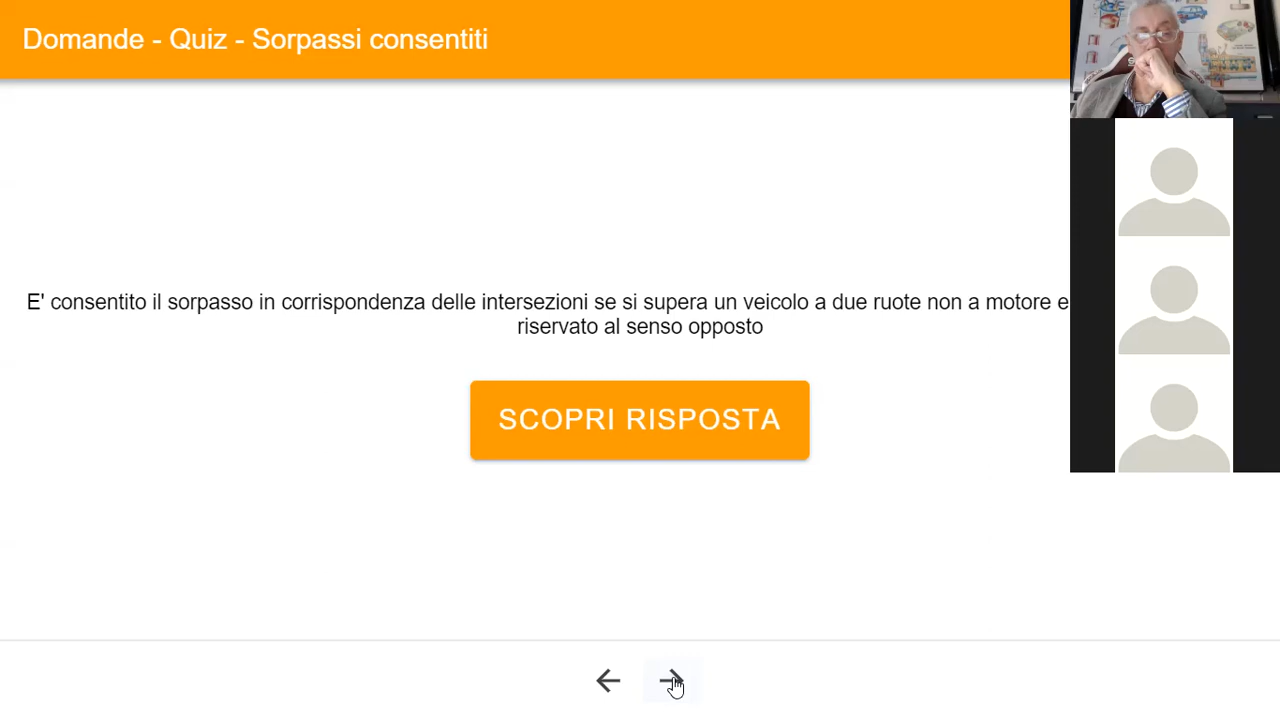 Domande - Quiz - Sorpassi consentiti
E' consentito il sorpasso in corrispondenza delle intersezioni se si supera un veicolo a due ruote non a motore e
riservato al senso opposto
SCOPRI RISPOSTA